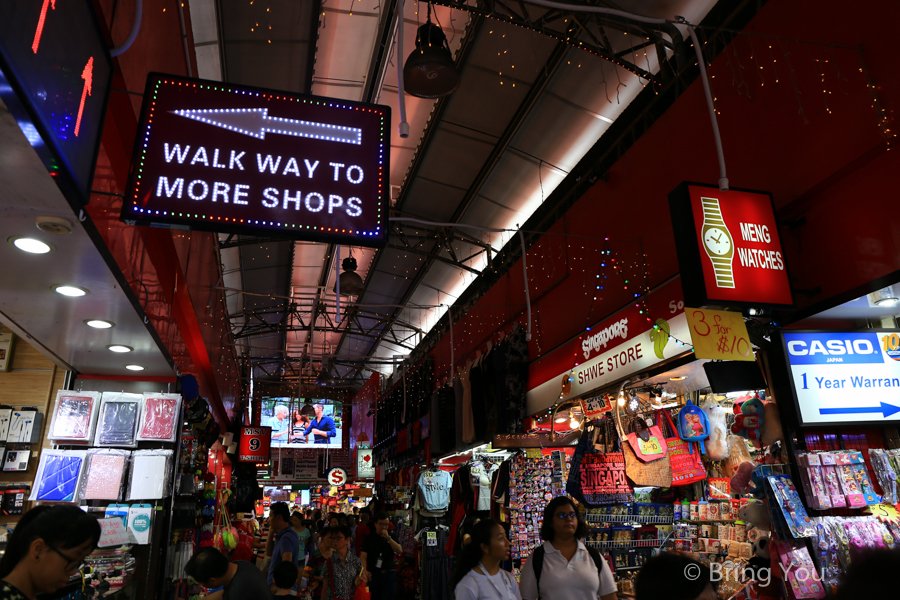 WALK WAY TO
MORE SHOPS
MENG
WATCHES
3 for
$10
CASIO
JAPAN
1 Year Warran
SINGAPORE
SHWE STORE
MSB
9
$
SINGAPORE
© Bring You